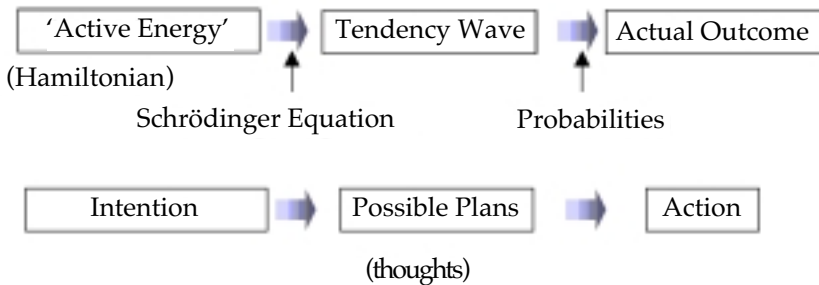 ‘Active Energy’ Tendency Wave Actual Outcome
(Hamiltonian)
Schrödinger Equation Probabilities
Intention Possible Plans Action
(thoughts)